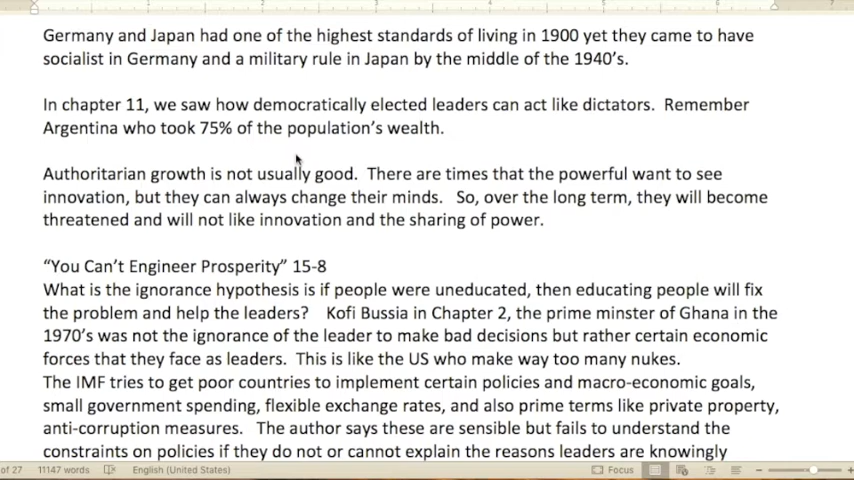 Germany and Japan had one of the highest standards of living in 1900 yet they came to have
socialist in Germany and a military rule in Japan by the middle of the 1940’s.
In chapter 11, we saw how democratically elected leaders can act like dictators.  Remember
Argentina who took 75% of the population’s wealth.
Authoritarian growth is not usually good.  There are times that the powerful want to see
innovation, but they can always change their minds.   So, over the long term, they will become
threatened and will not like innovation and the sharing of power.
“You Can’t Engineer Prosperity” 15-8
What is the ignorance hypothesis is if people were uneducated, then educating people will fix
the problem and help the leaders?   Kofi Bussia in Chapter 2, the prime minster of Ghana in the
1970’s was not the ignorance of the leader to make bad decisions but rather certain economic
forces that they face as leaders.  This is like the US who make way too many nukes.
The IMF tries to get poor countries to implement certain policies and macro-economic goals,
small government spending, flexible exchange rates, and also prime terms like private property,
anti-corruption measures.   The author says these are sensible but fails to understand the
constraints on policies if they do not or cannot explain the reasons leaders are knowingly
of 27 11147 words English (United States) Focus